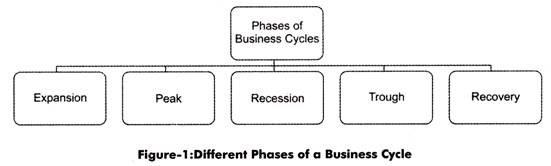 Phases of
Business Cycles
Expansion
Peak
Recession
Trough
Recovery
Figure-1:Different Phases of a Business Cycle